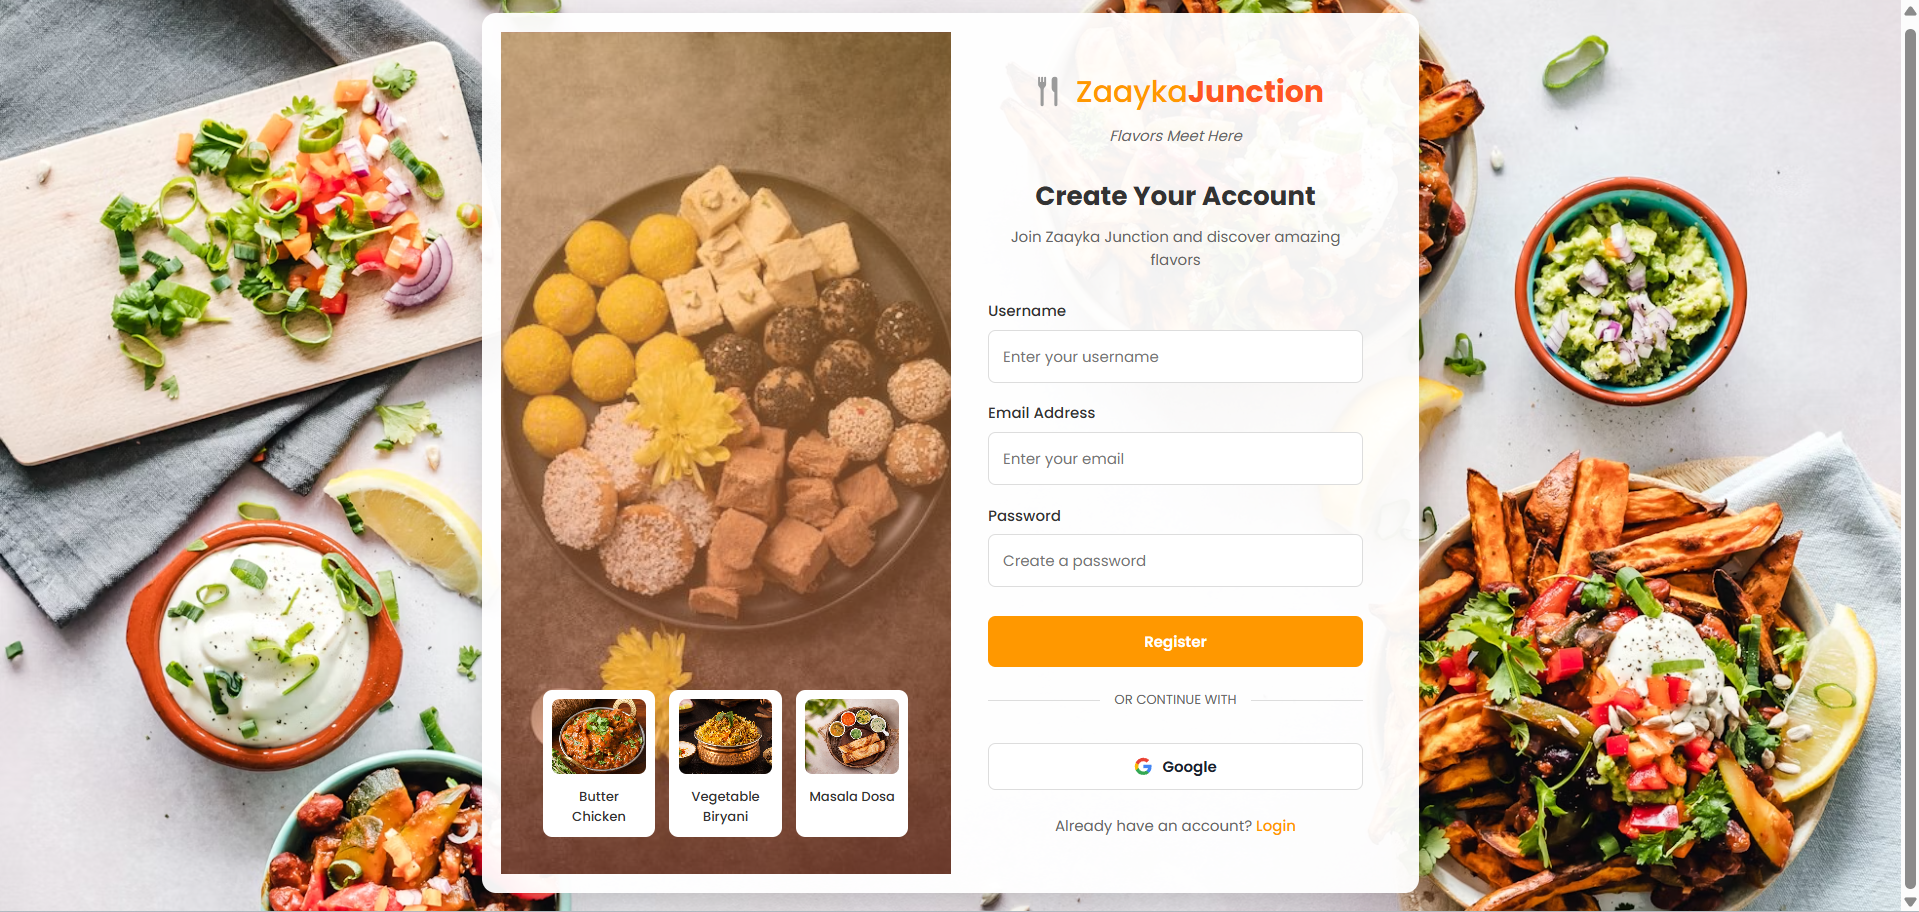 ZaaykaJunction
Flavors Meet Here
Create Your Account
Join Zaayka Junction and discover amazing
flavors
Username
Enter your username
Email Address
Enter your email
Password
Create a password
Register
OR CONTINUE WITH
Google
Already have an account? Login
Butter
Chicken
Vegetable
Biryani
Masala Dosa